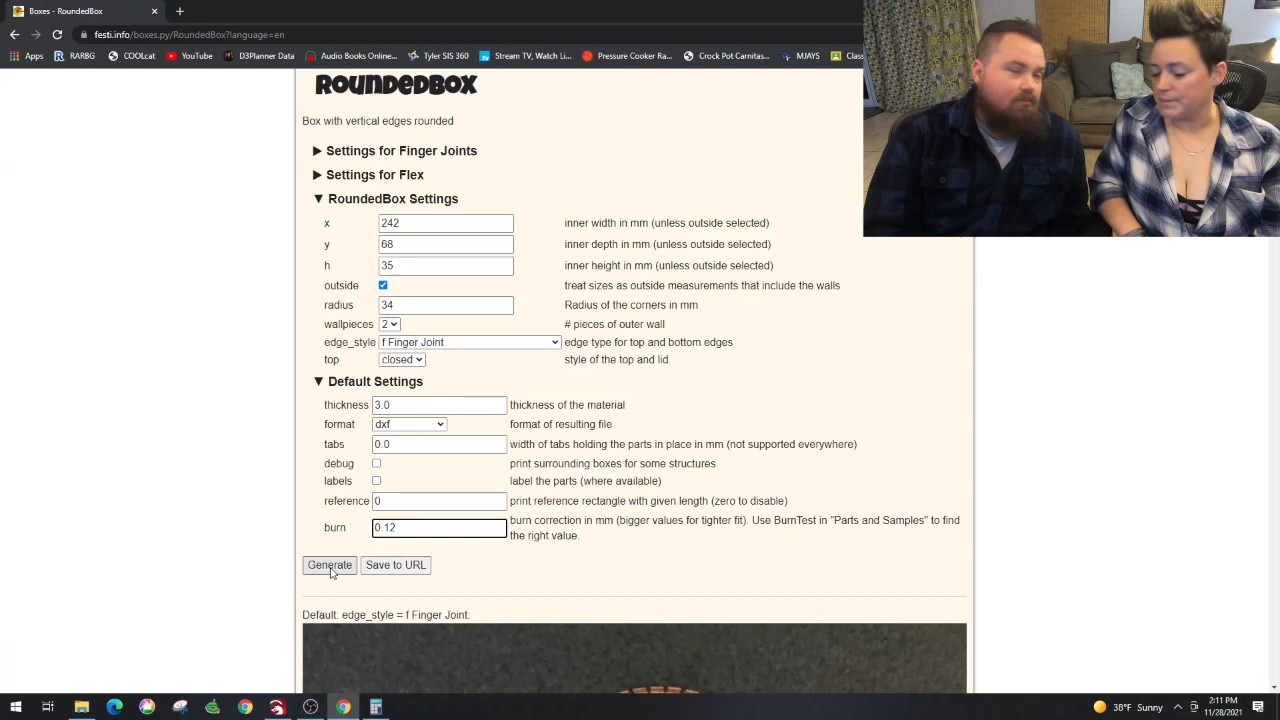 Boxes - RoundedBox
festi.info/boxes.py/RoundedBox?language=en
Apps RARBG COOLcat YouTube D3Planner Data Audio Books Online... Tyler SIS 360 Stream TV, Watch Li... Pressure Cooker Ra... Crock Pot Carnitas... MJAYS Clas
ROUNDEDBOX
Box with vertical edges rounded
▶ Settings for Finger Joints
▶ Settings for Flex
▼ RoundedBox Settings
x 242 inner width in mm (unless outside selected)
y 68 inner depth in mm (unless outside selected)
h 35 inner height in mm (unless outside selected)
outside treat sizes as outside measurements that include the walls
radius 34 Radius of the corners in mm
wallpieces 2 # pieces of outer wall
edge_style f Finger Joint edge type for top and bottom edges
top closed style of the top and lid
▼ Default Settings
thickness 3.0 thickness of the material
format dxf format of resulting file
tabs 0.0 width of tabs holding the parts in place in mm (not supported everywhere)
debug print surrounding boxes for some structures
labels label the parts (where available)
reference 0 print reference rectangle with given length (zero to disable)
burn 0.12 burn correction in mm (bigger values for tighter fit). Use BurnTest in "Parts and Samples" to find
the right value.
Generate Save to URL
Default: edge_style = f Finger Joint:
38°F Sunny 2:11 PM
11/28/2021